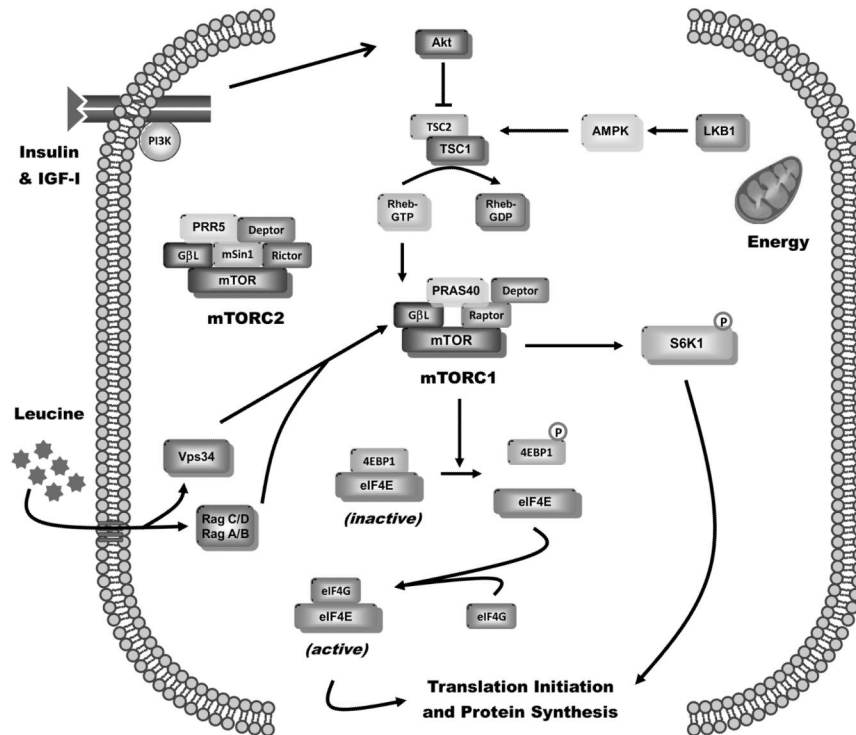 Akt
TSC2
TSC1
AMPK
LKB1
PI3K
Insulin
& IGF-I
Rheb-
GTP
Rheb-
GDP
Energy
PRR5
Deptor
GβL
mSin1
Rictor
mTOR
mTORC2
PRAS40
Deptor
GβL
Raptor
mTOR
mTORC1
P
S6K1
Leucine
Vps34
Rag C/D
Rag A/B
4EBP1
eIF4E
(inactive)
P
4EBP1
eIF4E
eIF4G
eIF4E
(active)
eIF4G
Translation Initiation
and Protein Synthesis